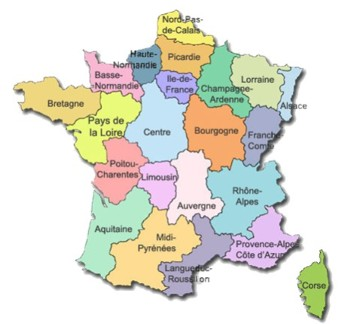 Nord-Pas-
de-Calais
Haute-
Normandie
Picardie
Basse-
Normandie
Ile-de-
France
Champagne-
Ardenne
Lorraine
Alsace
Bretagne
Pays de
la Loire
Centre
Bourgogne
Franche
Comté
Poitou-
Charentes
Limousin
Auvergne
Rhône-
Alpes
Aquitaine
Midi-
Pyrénées
Languedoc-
Roussillon
Provence-Alpe
Côte d'Azur
Corse